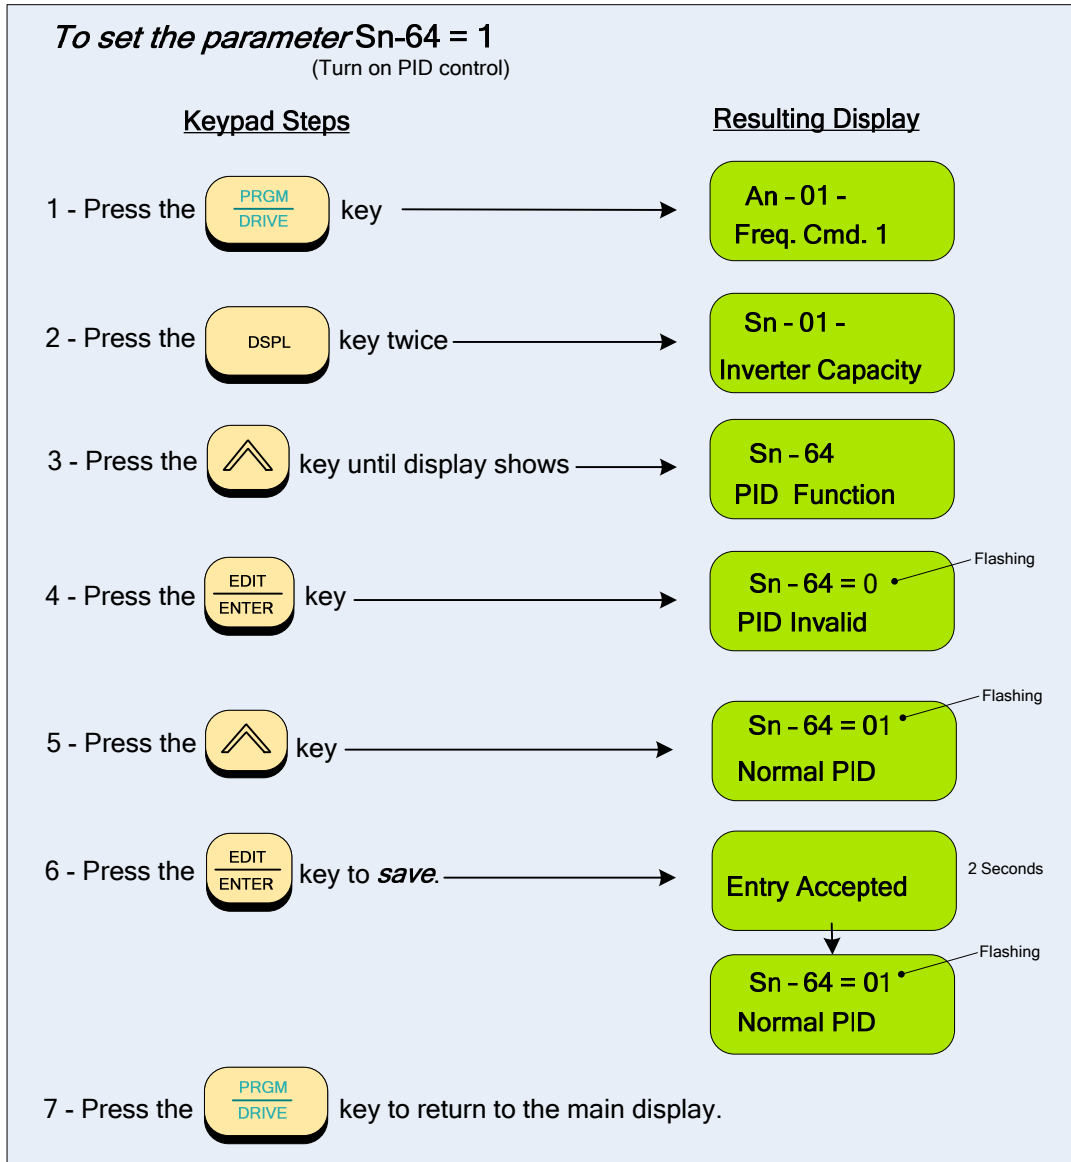 To set the parameter Sn-64 = 1
(Turn on PID control)
Keypad Steps
Resulting Display
1 - Press the PRGM DRIVE key
An - 01 -
Freq. Cmd. 1
2 - Press the DSPL key twice
Sn - 01 -
Inverter Capacity
3 - Press the key until display shows
Sn - 64
PID Function
4 - Press the EDIT ENTER key
Sn - 64 = 0
PID Invalid
Flashing
5 - Press the key
Sn - 64 = 01
Normal PID
Flashing
6 - Press the EDIT ENTER key to save.
Entry Accepted
2 Seconds
Sn - 64 = 01
Normal PID
Flashing
7 - Press the PRGM DRIVE key to return to the main display.